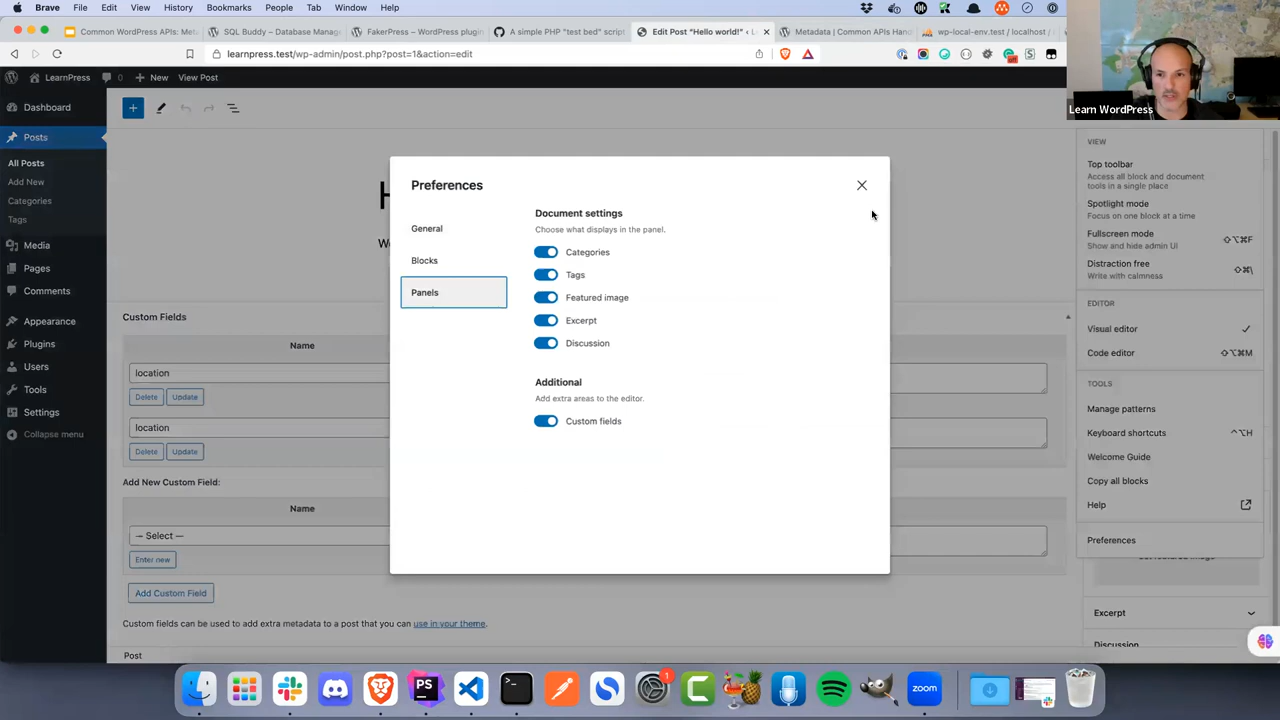 Brave File Edit View History Bookmarks People Tab Window Help
Common WordPress APIs: Met
SQL Buddy – Database Manage
FakerPress – WordPress plugin
A simple PHP "test bed" script
Edit Post "Hello world!" ‹ L
Metadata | Common APIs Hand
wp-local-env.test / localhost /
learnpress.test/wp-admin/post.php?post=1&action=edit
LearnPress 0 New View Post
Learn WordPress
Dashboard
Posts
All Posts
Add New
Categories
Tags
Media
Pages
Comments
Appearance
Plugins
Users
Tools
Settings
Collapse menu
H
We
Custom Fields
Name
location
Delete Update
location
Delete Update
Add New Custom Field:
Name
— Select —
Enter new
Add Custom Field
Custom fields can be used to add extra metadata to a post that you can use in your theme.
Post
Preferences
General
Blocks
Panels
Document settings
Choose what displays in the panel.
Categories
Tags
Featured image
Excerpt
Discussion
Additional
Add extra areas to the editor.
Custom fields
VIEW
Top toolbar
Access all block and document
tools in a single place
Spotlight mode
Focus on one block at a time
Fullscreen mode ⇧⌥⌘F
Show and hide admin UI
Distraction free ⇧⌘\
Write with calmness
EDITOR
Visual editor
Code editor ⇧⌥⌘M
TOOLS
Manage patterns
Keyboard shortcuts ^⌥H
Welcome Guide
Copy all blocks
Help
Preferences
Set featured image
Excerpt
Discussion
PS
1
zoom